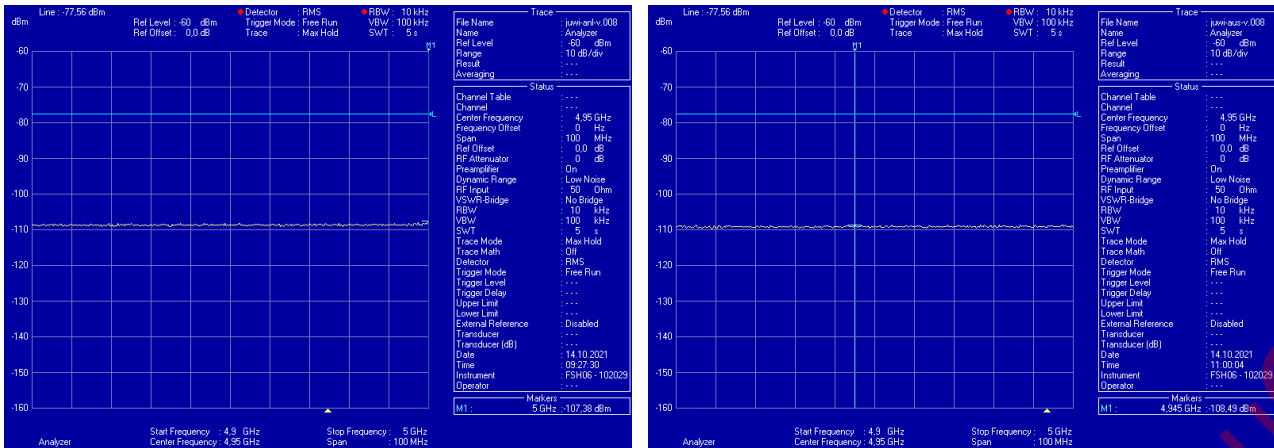 Line : -77,56 dBm
Ref Level : -60 dBm
Ref Offset : 0,0 dB
Detector : RMS
Trigger Mode : Free Run
Trace : Max Hold
RBW : 10 kHz
VBW : 100 kHz
SWT : 5 s
dBm
M1
-60
-70
-80
-90
-100
-110
-120
-130
-140
-150
-160
L
Start Frequency : 4,9 GHz
Center Frequency : 4,95 GHz
Stop Frequency : 5 GHz
Span : 100 MHz
Analyzer
Trace
File Name : juwi-anl-v.008
Name : Analyzer
Ref Level : -60 dBm
Range : 10 dB/div
Result : ---
Averaging : ---
Status
Channel Table : ---
Channel : ---
Center Frequency : 4,95 GHz
Frequency Offset : 0 Hz
Span : 100 MHz
Ref Offset : 0,0 dB
RF Attenuator : 0 dB
Preamplifier : On
Dynamic Range : Low Noise
RF Input : 50 Ohm
VSWR-Bridge : No Bridge
RBW : 10 kHz
VBW : 100 kHz
SWT : 5 s
Trace Mode : Max Hold
Trace Math : Off
Detector : RMS
Trigger Mode : Free Run
Trigger Level : ---
Trigger Delay : ---
Upper Limit : ---
Lower Limit : ---
External Reference : Disabled
Transducer : ---
Transducer (dB) : ---
Date : 14.10.2021
Time : 09:27:30
Instrument : FSH06 - 102029
Operator : ---
Markers
M1 : 5 GHz : -107,38 dBm
Line : -77,56 dBm
Ref Level : -60 dBm
Ref Offset : 0,0 dB
Detector : RMS
Trigger Mode : Free Run
Trace : Max Hold
RBW : 10 kHz
VBW : 100 kHz
SWT : 5 s
dBm
M1
-60
-70
-80
-90
-100
-110
-120
-130
-140
-150
-160
L
Start Frequency : 4,9 GHz
Center Frequency : 4,95 GHz
Stop Frequency : 5 GHz
Span : 100 MHz
Analyzer
Trace
File Name : juwi-aus-v.008
Name : Analyzer
Ref Level : -60 dBm
Range : 10 dB/div
Result : ---
Averaging : ---
Status
Channel Table : ---
Channel : ---
Center Frequency : 4,95 GHz
Frequency Offset : 0 Hz
Span : 100 MHz
Ref Offset : 0,0 dB
RF Attenuator : 0 dB
Preamplifier : On
Dynamic Range : Low Noise
RF Input : 50 Ohm
VSWR-Bridge : No Bridge
RBW : 10 kHz
VBW : 100 kHz
SWT : 5 s
Trace Mode : Max Hold
Trace Math : Off
Detector : RMS
Trigger Mode : Free Run
Trigger Level : ---
Trigger Delay : ---
Upper Limit : ---
Lower Limit : ---
External Reference : Disabled
Transducer : ---
Transducer (dB) : ---
Date : 14.10.2021
Time : 11:00:04
Instrument : FSH06 - 102029
Operator : ---
Markers
M1 : 4,945 GHz : -108,49 dBm